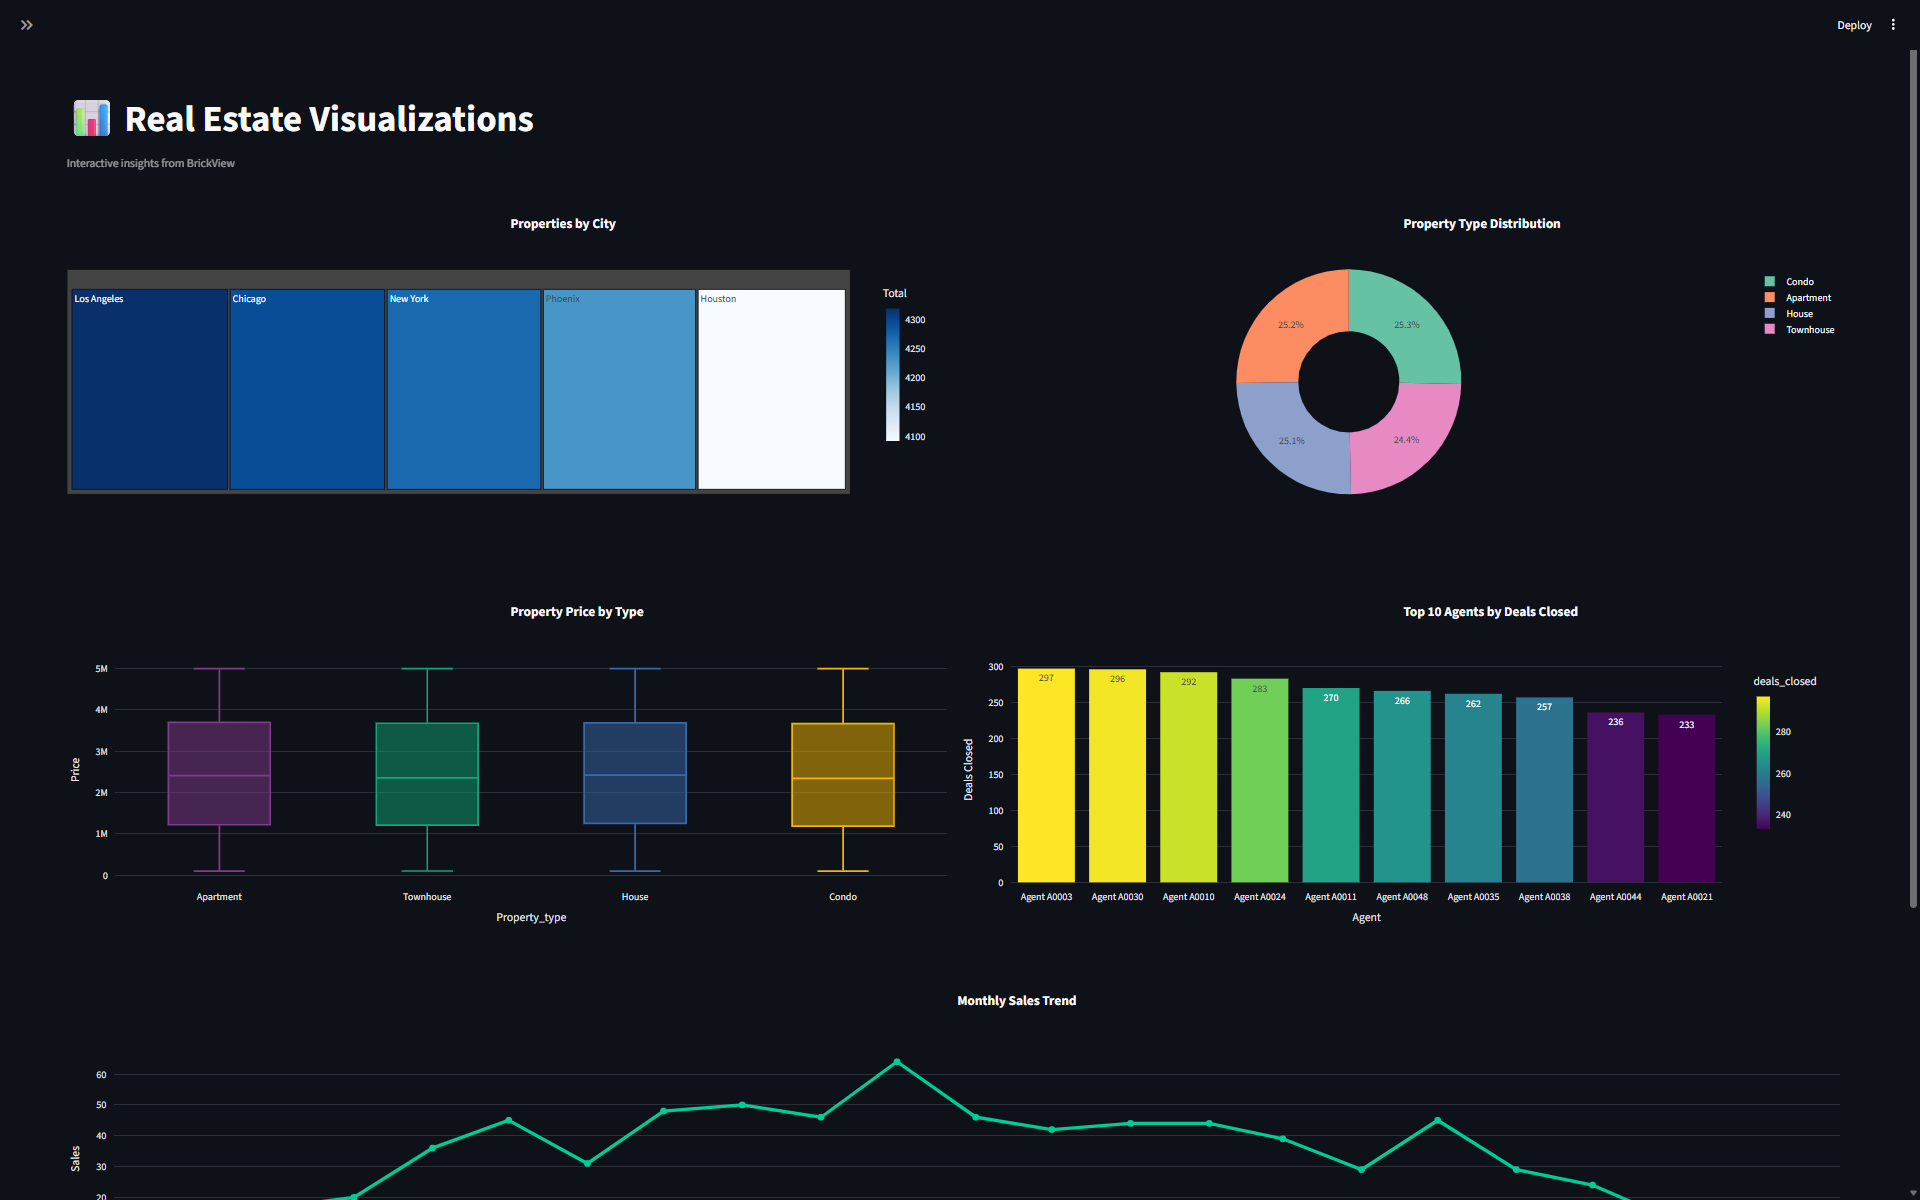 Deploy
Real Estate Visualizations
Interactive insights from BrickView
Properties by City
Los Angeles
Chicago
New York
Phoenix
Houston
Total
4300
4250
4200
4150
4100
Property Type Distribution
25.2%
25.3%
25.1%
24.4%
Condo
Apartment
House
Townhouse
Property Price by Type
Price
5M
4M
3M
2M
1M
0
Apartment
Townhouse
House
Condo
Property_type
Top 10 Agents by Deals Closed
Deals Closed
300
250
200
150
100
50
0
297
296
292
283
270
266
262
257
236
233
Agent A0003
Agent A0030
Agent A0010
Agent A0024
Agent A0011
Agent A0048
Agent A0035
Agent A0038
Agent A0044
Agent A0021
Agent
deals_closed
280
260
240
Monthly Sales Trend
Sales
60
50
40
30
20